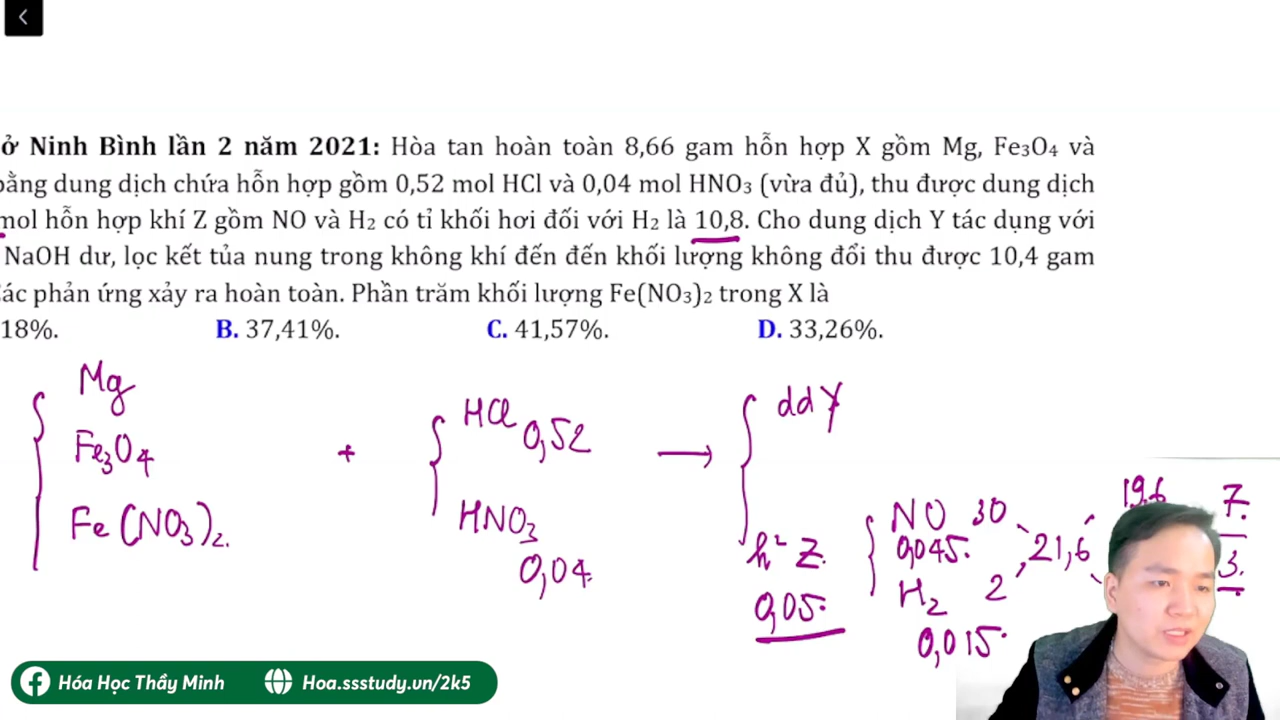 ở Ninh Bình lần 2 năm 2021: Hòa tan hoàn toàn 8,66 gam hỗn hợp X gồm Mg, Fe₃O₄ và
bằng dung dịch chứa hỗn hợp gồm 0,52 mol HCl và 0,04 mol HNO₃ (vừa đủ), thu được dung dịch
mol hỗn hợp khí Z gồm NO và H₂ có tỉ khối hơi đối với H₂ là 10,8. Cho dung dịch Y tác dụng với
NaOH dư, lọc kết tủa nung trong không khí đến đến khối lượng không đổi thu được 10,4 gam
Các phản ứng xảy ra hoàn toàn. Phần trăm khối lượng Fe(NO₃)₂ trong X là
18%. B. 37,41%. C. 41,57%. D. 33,26%.
Mg
Fe₃O₄
Fe(NO₃)₂.
+
HCl 0,52
HNO₃
0,04.
→
dd Y
h² Z.
0,05.
NO 30
0,045.
H₂ 2
0,015.
21,6
19,6
7.
3.
Hóa Học Thầy Minh
Hoa.ssstudy.vn/2k5